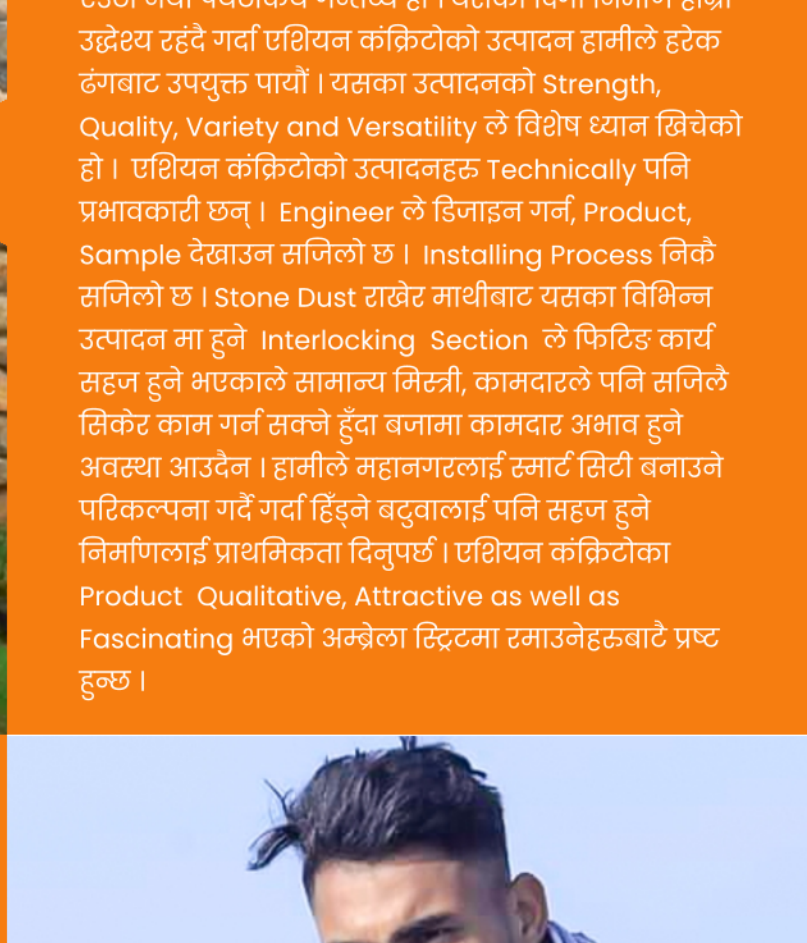 उद्धेश्य रहंदै गर्दा एशियन कंक्रिटोको उत्पादन हामीले हरेक
ढंगबाट उपयुक्त पायौं । यसका उत्पादनको Strength,
Quality, Variety and Versatility ले विशेष ध्यान खिचेको
हो । एशियन कंक्रिटोको उत्पादनहरु Technically पनि
प्रभावकारी छन् । Engineer ले डिजाइन गर्न, Product,
Sample देखाउन सजिलो छ । Installing Process निकै
सजिलो छ । Stone Dust राखेर माथीबाट यसका विभिन्न
उत्पादन मा हुने Interlocking Section ले फिटिङ कार्य
सहज हुने भएकाले सामान्य मिस्त्री, कामदारले पनि सजिलै
सिकेर काम गर्न सक्ने हुँदा बजामा कामदार अभाव हुने
अवस्था आउदैन । हामीले महानगरलाई स्मार्ट सिटी बनाउने
परिकल्पना गर्दै गर्दा हिँड्ने बटुवालाई पनि सहज हुने
निर्माणलाई प्राथमिकता दिनुपर्छ । एशियन कंक्रिटोका
Product Qualitative, Attractive as well as
Fascinating भएको अम्ब्रेला स्ट्रिटमा रमाउनेहरुबाटै प्रष्ट
हुन्छ ।